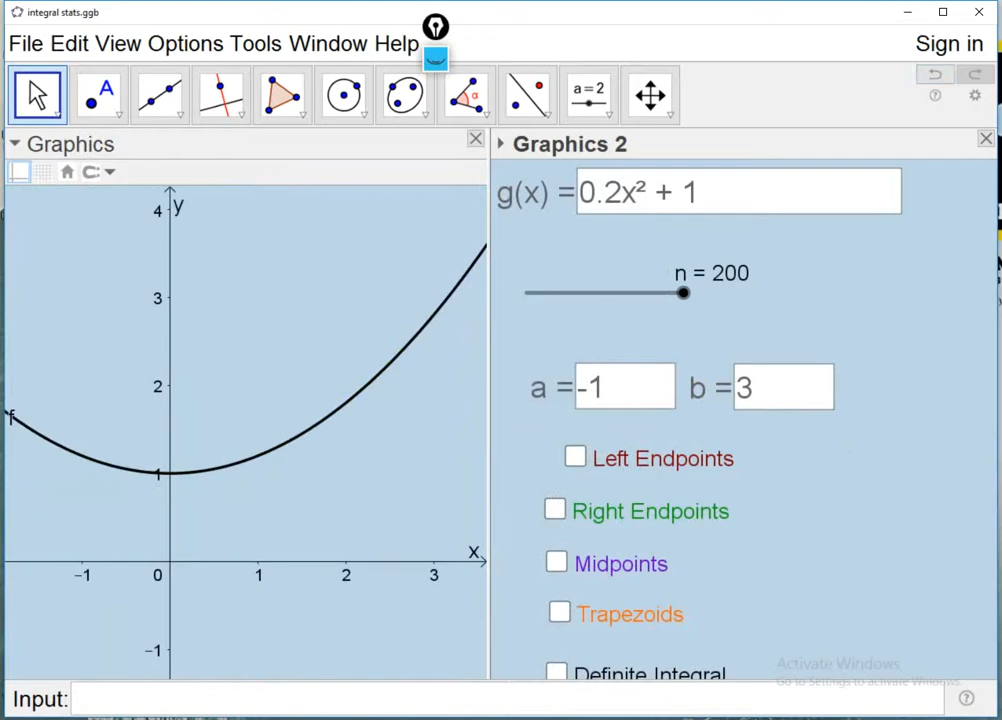 integral stats.ggb
File Edit View Options Tools Window Help
Sign in
A
α
a=2
Graphics
Graphics 2
g(x) = 0.2x² + 1
n = 200
a = -1 b = 3
Left Endpoints
Right Endpoints
Midpoints
Trapezoids
Definite Integral
y
4
3
2
1
f
x
−1 0 1 2 3
−1
Activate Windows
Go to Settings to activate Windows.
Input: